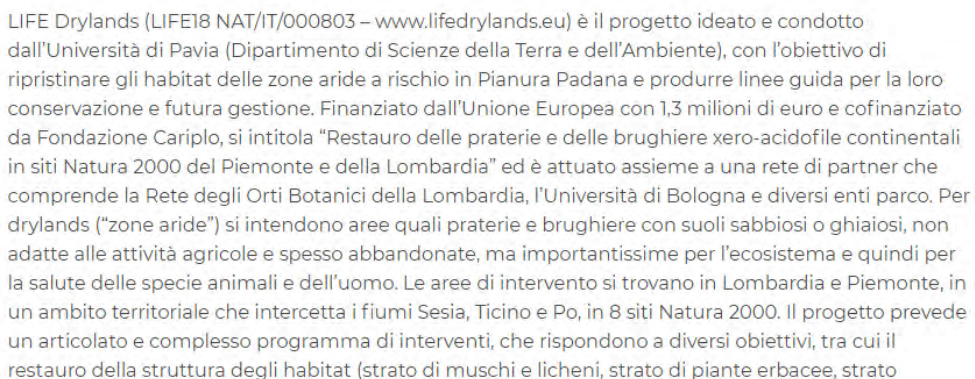 LIFE Drylands (LIFE18 NAT/IT/000803 – www.lifedrylands.eu) è il progetto ideato e condotto
dall'Università di Pavia (Dipartimento di Scienze della Terra e dell'Ambiente), con l'obiettivo di
ripristinare gli habitat delle zone aride a rischio in Pianura Padana e produrre linee guida per la loro
conservazione e futura gestione. Finanziato dall'Unione Europea con 1,3 milioni di euro e cofinanziato
da Fondazione Cariplo, si intitola “Restauro delle praterie e delle brughiere xero-acidofile continentali
in siti Natura 2000 del Piemonte e della Lombardia” ed è attuato assieme a una rete di partner che
comprende la Rete degli Orti Botanici della Lombardia, l'Università di Bologna e diversi enti parco. Per
drylands (“zone aride”) si intendono aree quali praterie e brughiere con suoli sabbiosi o ghiaiosi, non
adatte alle attività agricole e spesso abbandonate, ma importantissime per l'ecosistema e quindi per
la salute delle specie animali e dell'uomo. Le aree di intervento si trovano in Lombardia e Piemonte, in
un ambito territoriale che intercetta i fiumi Sesia, Ticino e Po, in 8 siti Natura 2000. Il progetto prevede
un articolato e complesso programma di interventi, che rispondono a diversi obiettivi, tra cui il
restauro della struttura degli habitat (strato di muschi e licheni, strato di piante erbacee, strato